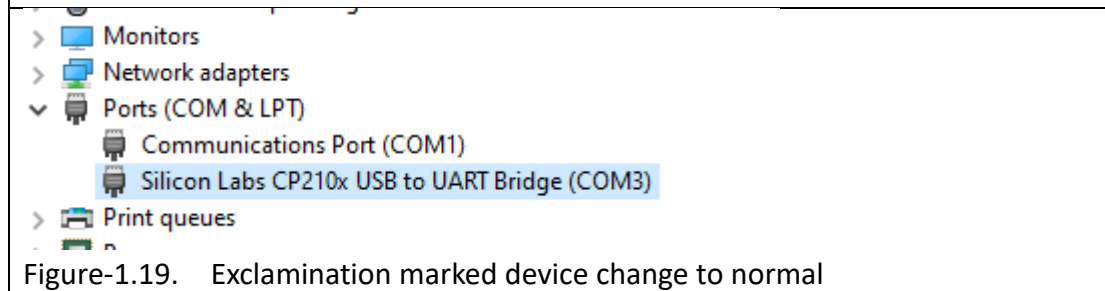 Monitors
Network adapters
Ports (COM & LPT)
Communications Port (COM1)
Silicon Labs CP210x USB to UART Bridge (COM3)
Print queues
Figure-1.19. Exclamination marked device change to normal